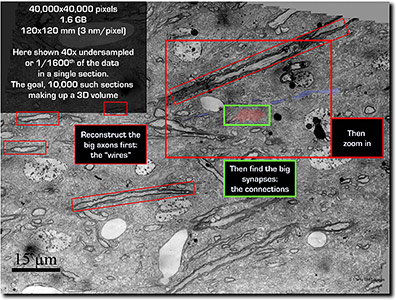 40,000x40,000 pixels
1.6 GB
120x120 mm (3 nm/pixel)
Here shown 40x undersampled
or 1/1600th of the data
in a single section.
The goal, 10,000 such sections
making up a 3D volume
Reconstruct the
big axons first:
the "wires"
Then
zoom in
Then find the big
synapses:
the connections
15 µm